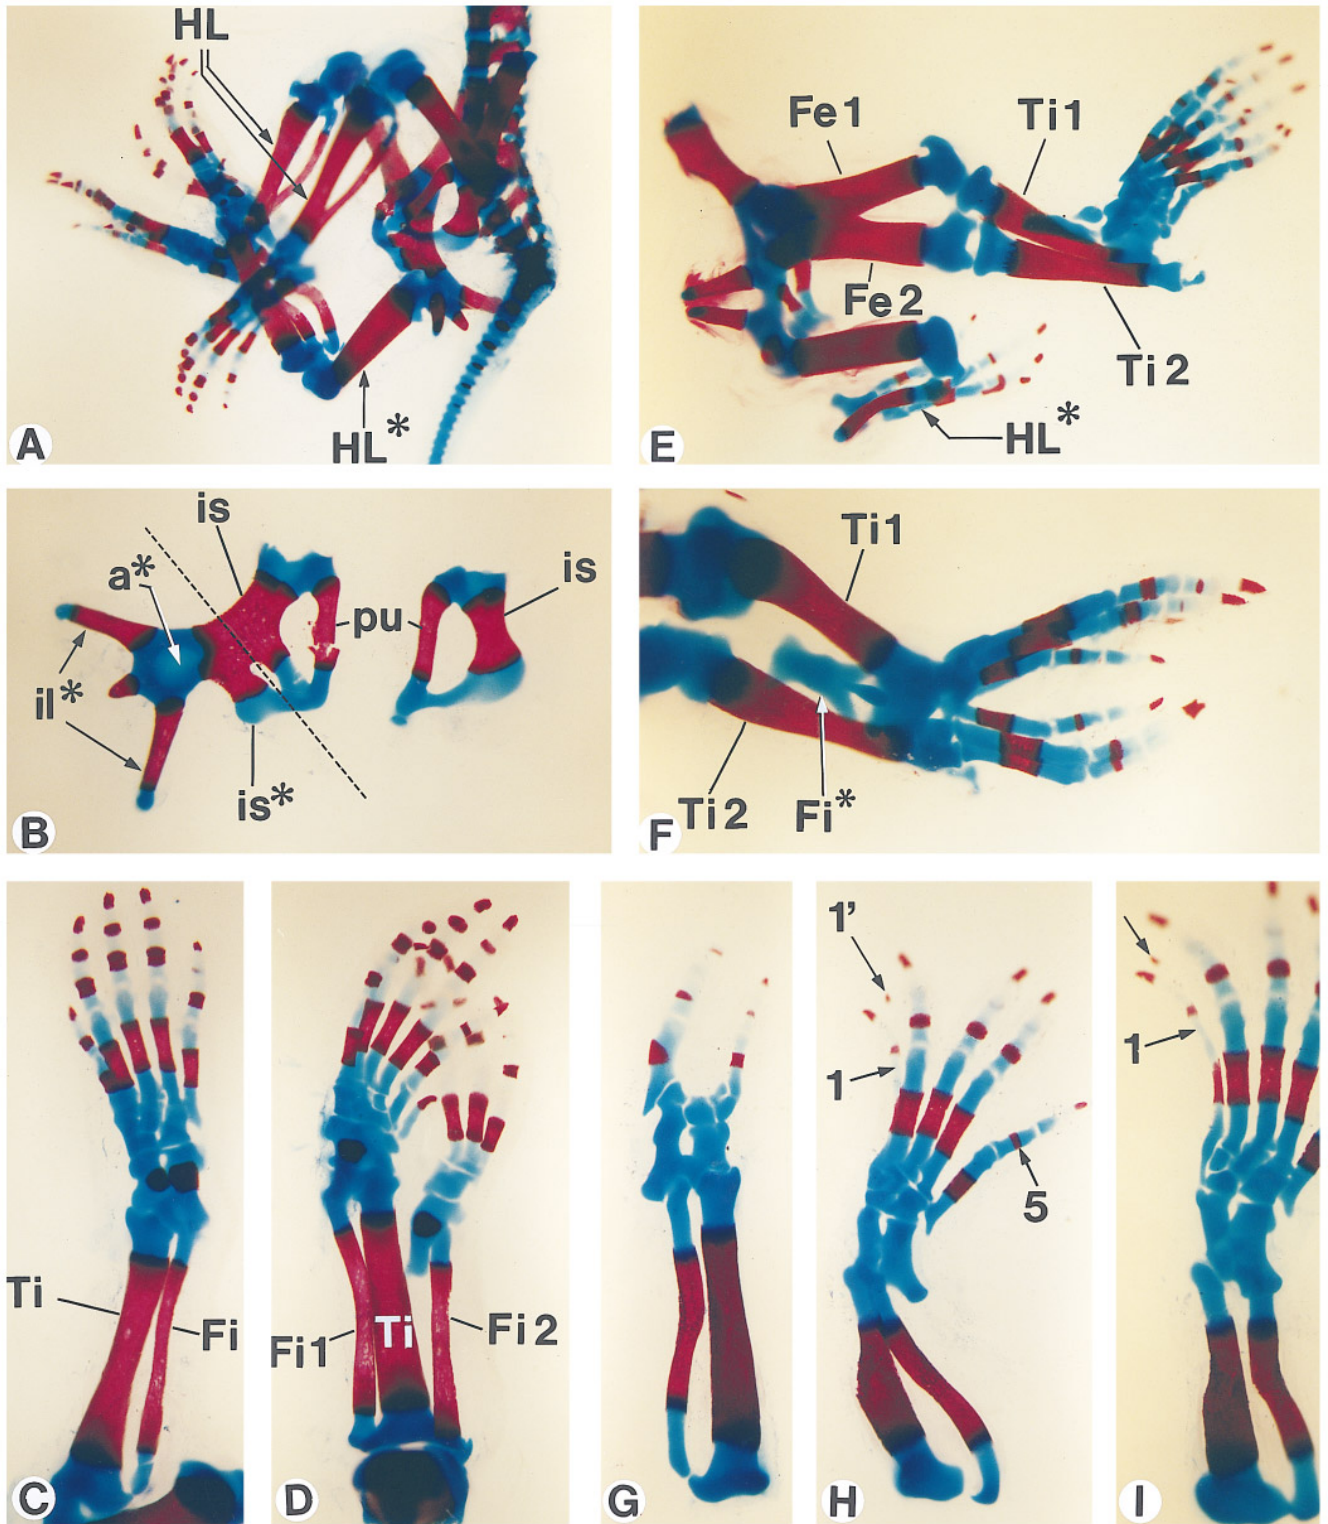 HL
HL*
A
Fe1
Ti1
Fe2
Ti2
HL*
E
is
a*
is
pu
il*
is*
B
Ti1
Ti2
Fi*
F
Ti
Fi
C
Fi1
Ti
Fi2
D
G
1’
1
5
H
1
I